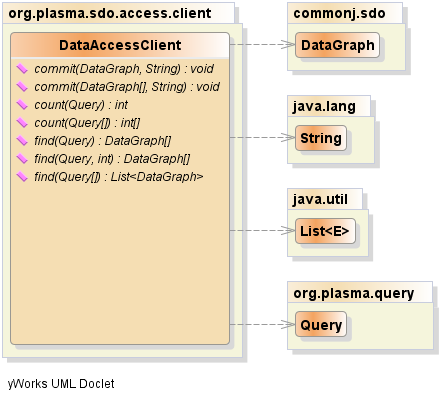 org.plasma.sdo.access.client
DataAccessClient
commit(DataGraph, String) : void
commit(DataGraph[], String) : void
count(Query) : int
count(Query[]) : int[]
find(Query) : DataGraph[]
find(Query, int) : DataGraph[]
find(Query[]) : List<DataGraph>
commonj.sdo
DataGraph
java.lang
String
java.util
List<E>
org.plasma.query
Query
yWorks UML Doclet